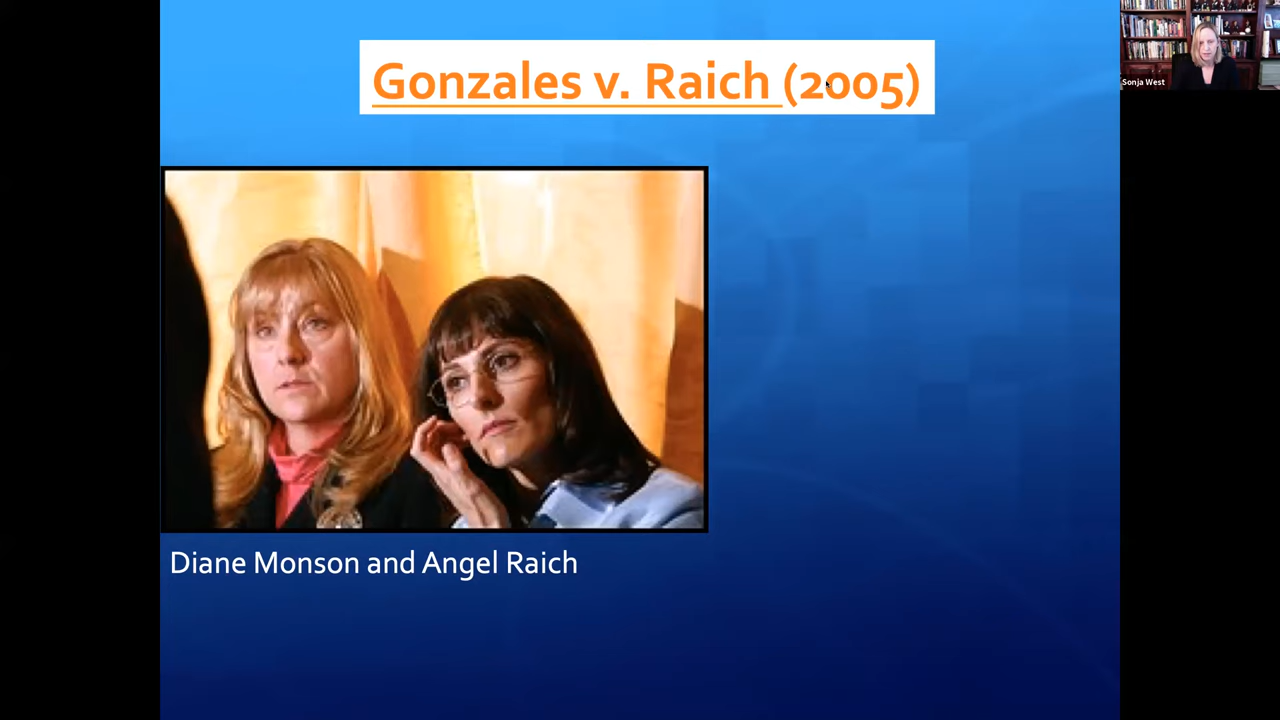 Gonzales v. Raich (2005)
Sonja West
Diane Monson and Angel Raich